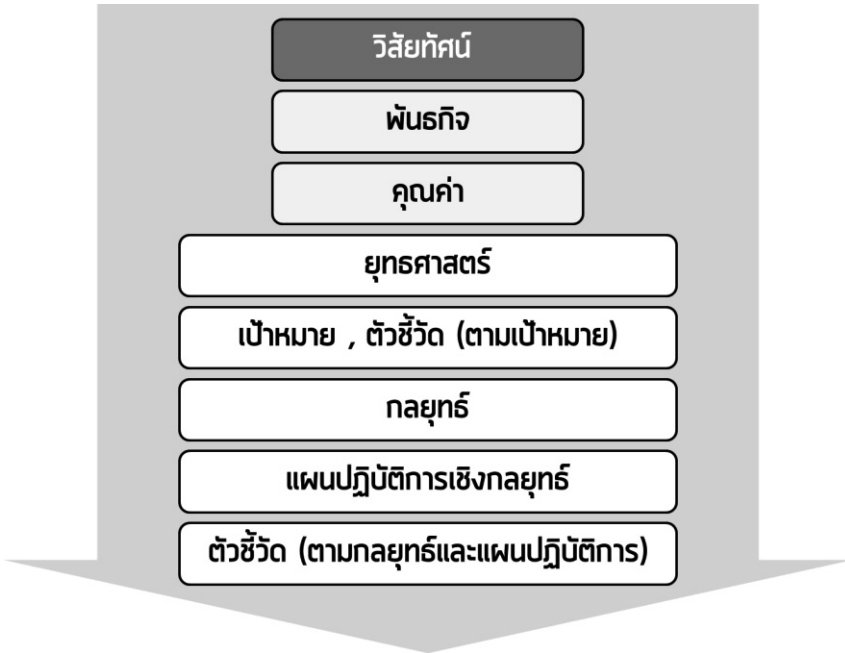 วิสัยทัศน์
พันธกิจ
คุณค่า
ยุทธศาสตร์
เป้าหมาย , ตัวชี้วัด (ตามเป้าหมาย)
กลยุทธ์
แผนปฏิบัติการเชิงกลยุทธ์
ตัวชี้วัด (ตามกลยุทธ์และแผนปฏิบัติการ)